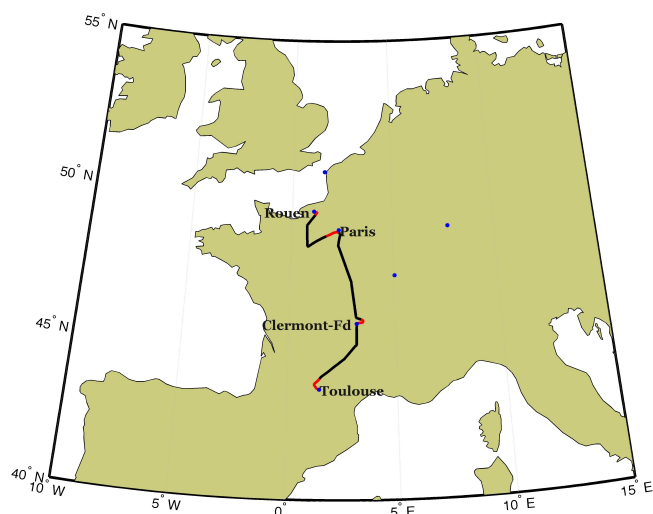 55° N
50° N
Rouen
Paris
45° N
Clermont-Fd
Toulouse
40° N
10° W
5° W
0°
5° E
10° E
15° E